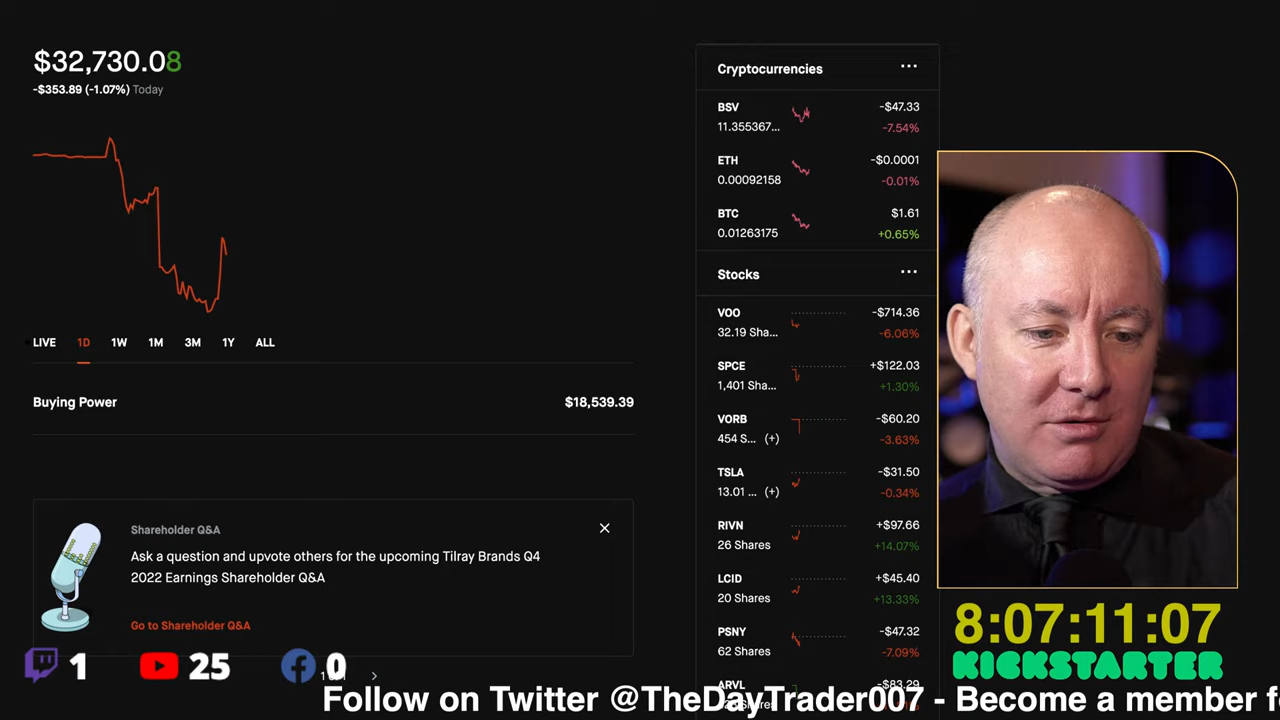 $32,730.08
-$353.89 (-1.07%) Today
LIVE 1D 1W 1M 3M 1Y ALL
Buying Power $18,539.39
Shareholder Q&A
Ask a question and upvote others for the upcoming Tilray Brands Q4
2022 Earnings Shareholder Q&A
Go to Shareholder Q&A
Cryptocurrencies
BSV -$47.33
11.355367... -7.54%
ETH -$0.0001
0.00092158 -0.01%
BTC $1.61
0.01263175 +0.65%
Stocks
VOO -$714.36
32.19 Sha... -6.06%
SPCE +$122.03
1,401 Sha... +1.30%
VORB -$60.20
454 S... (+) -3.63%
TSLA -$31.50
13.01 ... (+) -0.34%
RIVN +$97.66
26 Shares +14.07%
LCID +$45.40
20 Shares +13.33%
PSNY -$47.32
62 Shares -7.09%
ARVL -$83.29
8:07:11:07
KICKSTARTER
1 25 0
Follow on Twitter @TheDayTrader007 - Become a member f